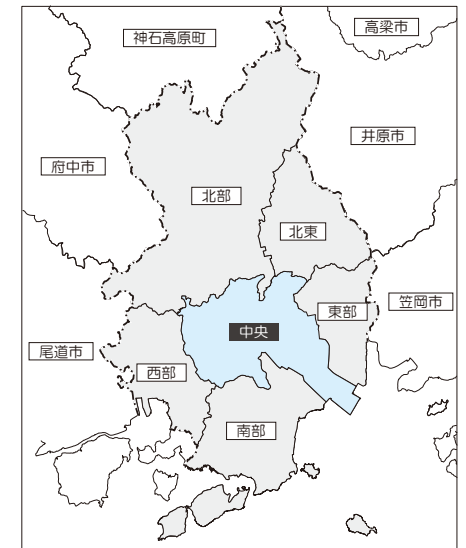 神石高原町
高梁市
井原市
府中市
北部
北東
笠岡市
東部
中央
尾道市
西部
南部